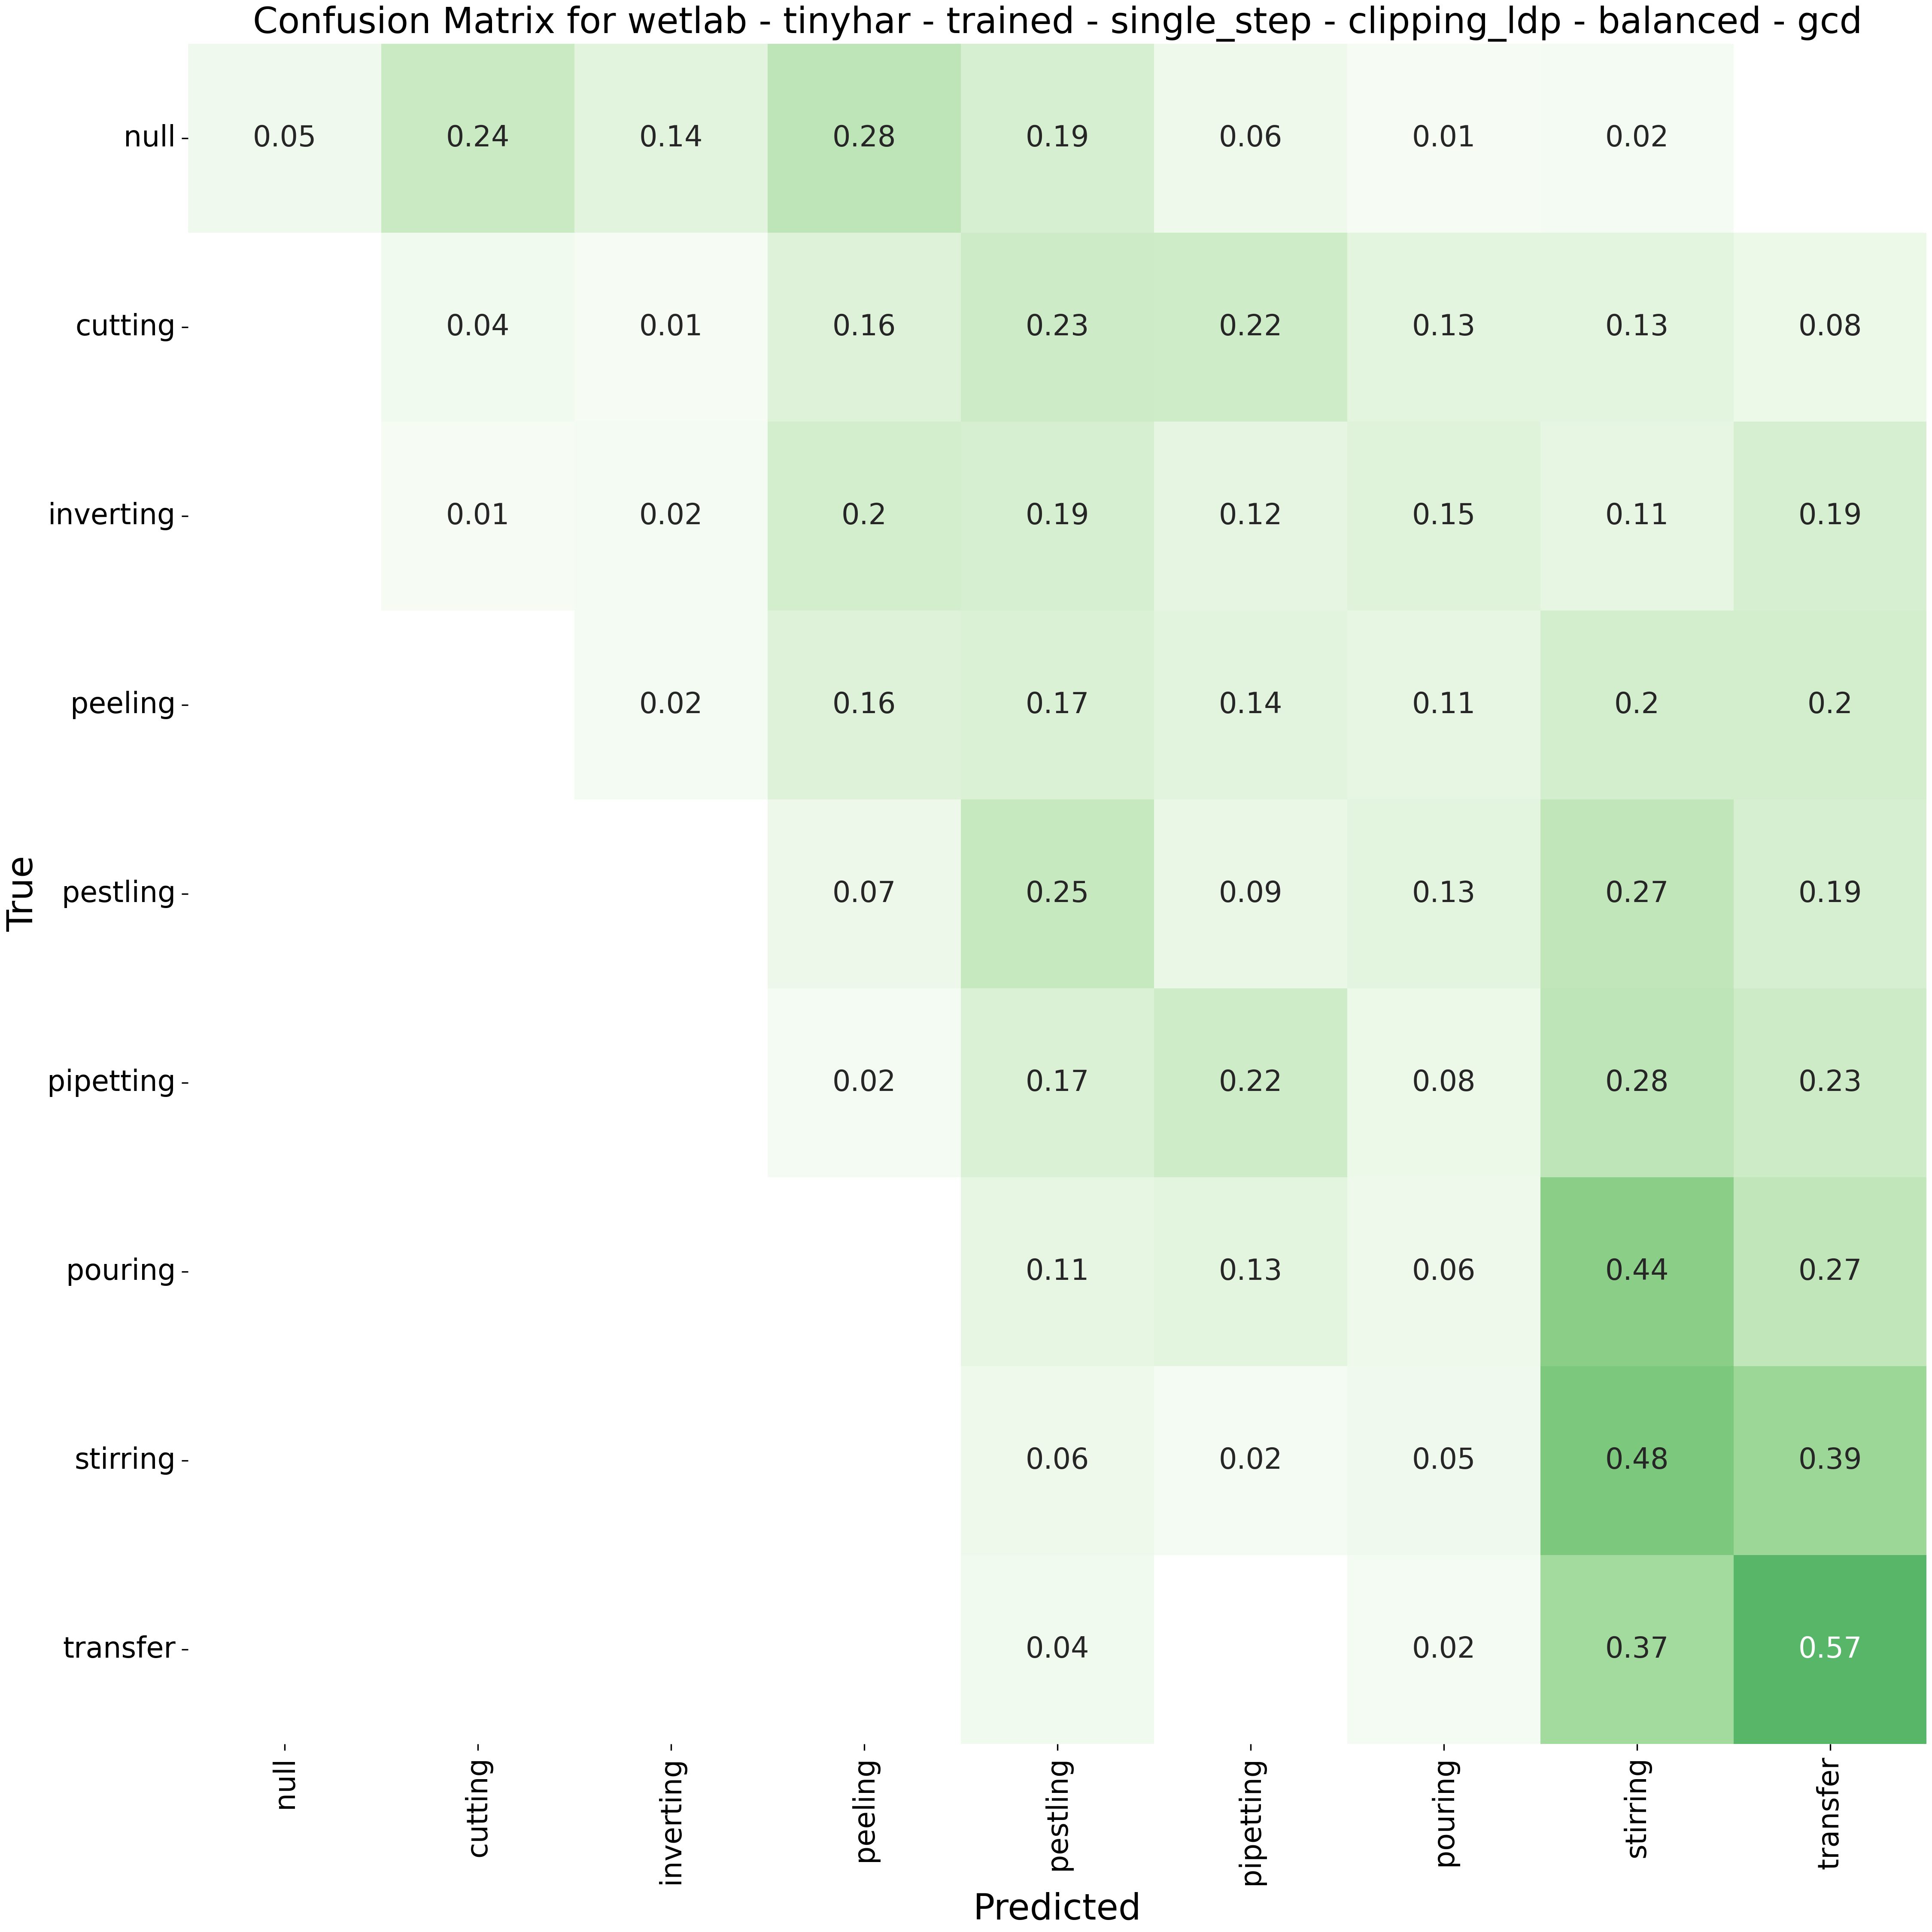 Confusion Matrix for wetlab - tinyhar - trained - single_step - clipping_ldp - balanced - gcd
True
null 0.05 0.24 0.14 0.28 0.19 0.06 0.01 0.02
cutting 0.04 0.01 0.16 0.23 0.22 0.13 0.13 0.08
inverting 0.01 0.02 0.2 0.19 0.12 0.15 0.11 0.19
peeling 0.02 0.16 0.17 0.14 0.11 0.2 0.2
pestling 0.07 0.25 0.09 0.13 0.27 0.19
pipetting 0.02 0.17 0.22 0.08 0.28 0.23
pouring 0.11 0.13 0.06 0.44 0.27
stirring 0.06 0.02 0.05 0.48 0.39
transfer 0.04 0.02 0.37 0.57
null cutting inverting peeling pestling pipetting pouring stirring transfer
Predicted